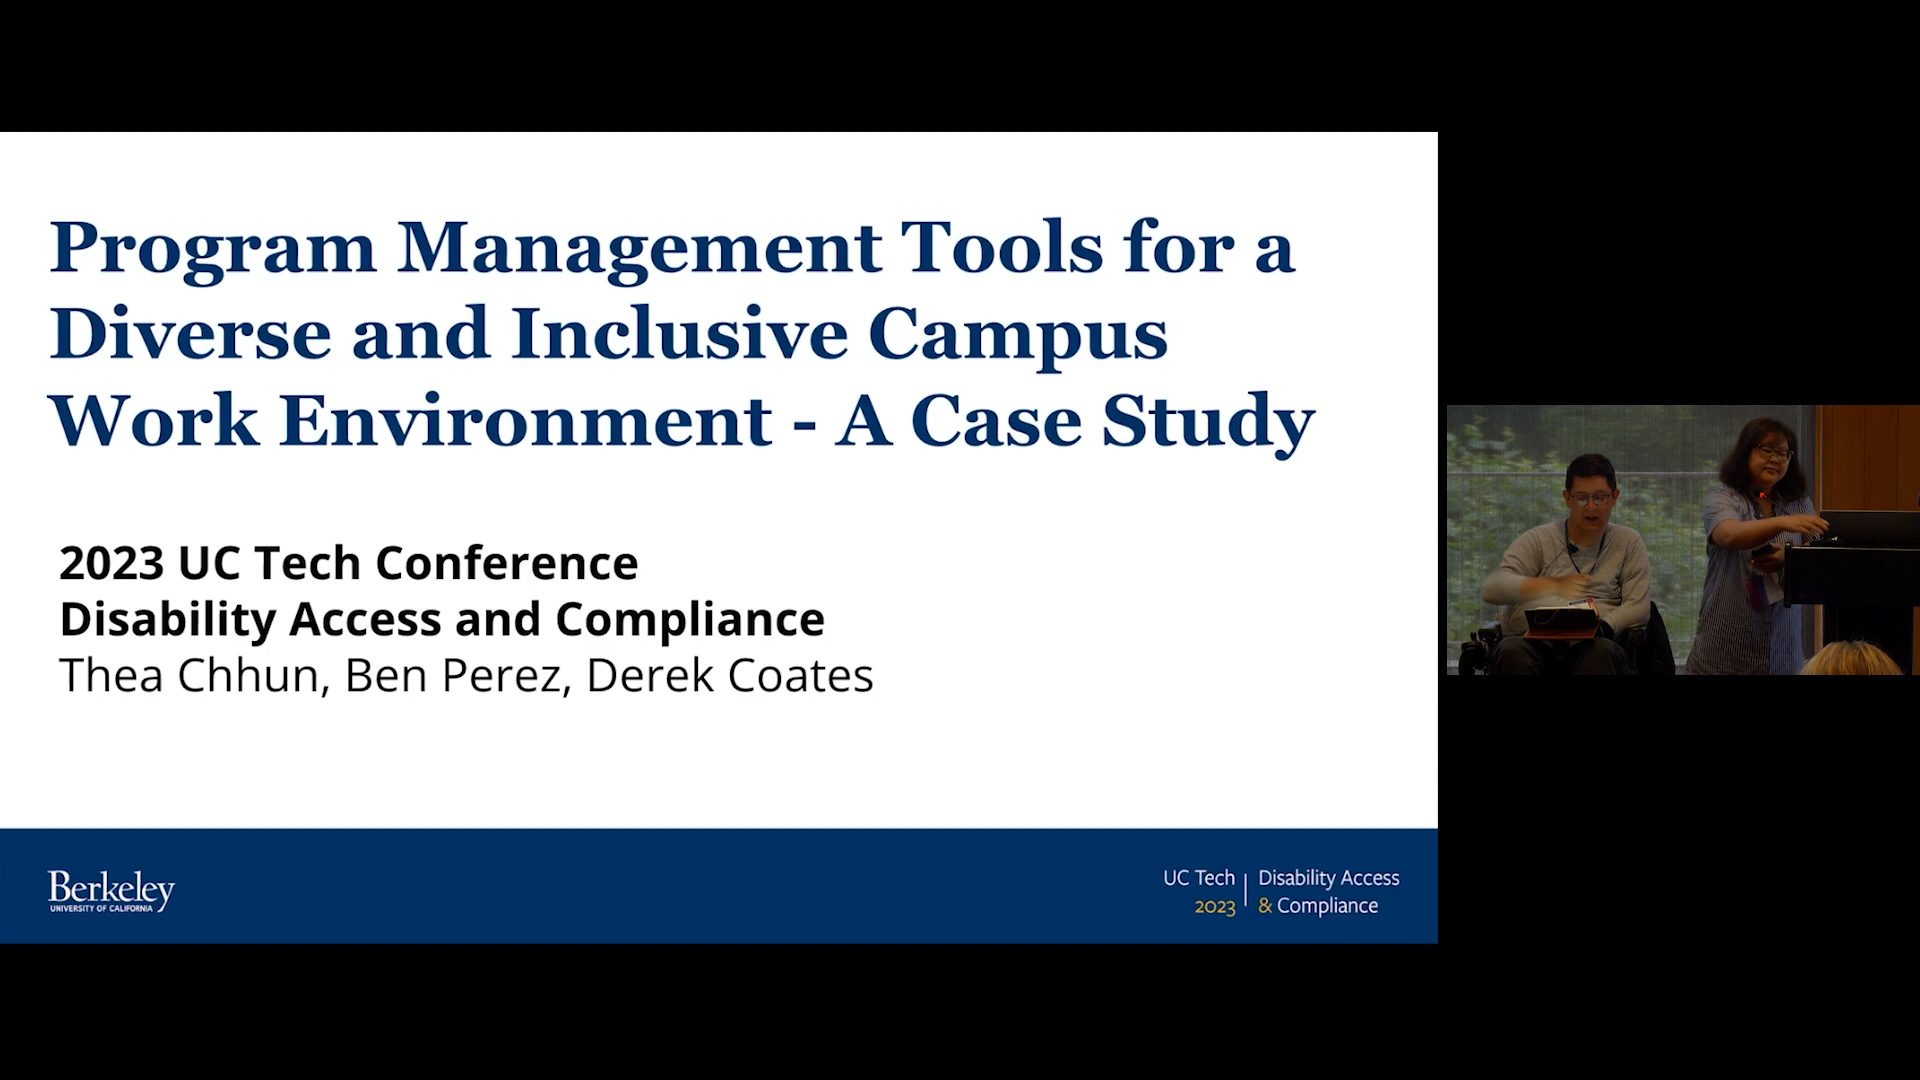 Program Management Tools for a
Diverse and Inclusive Campus
Work Environment - A Case Study
2023 UC Tech Conference
Disability Access and Compliance
Thea Chhun, Ben Perez, Derek Coates
Berkeley
UNIVERSITY OF CALIFORNIA
UC Tech
2023
Disability Access
& Compliance